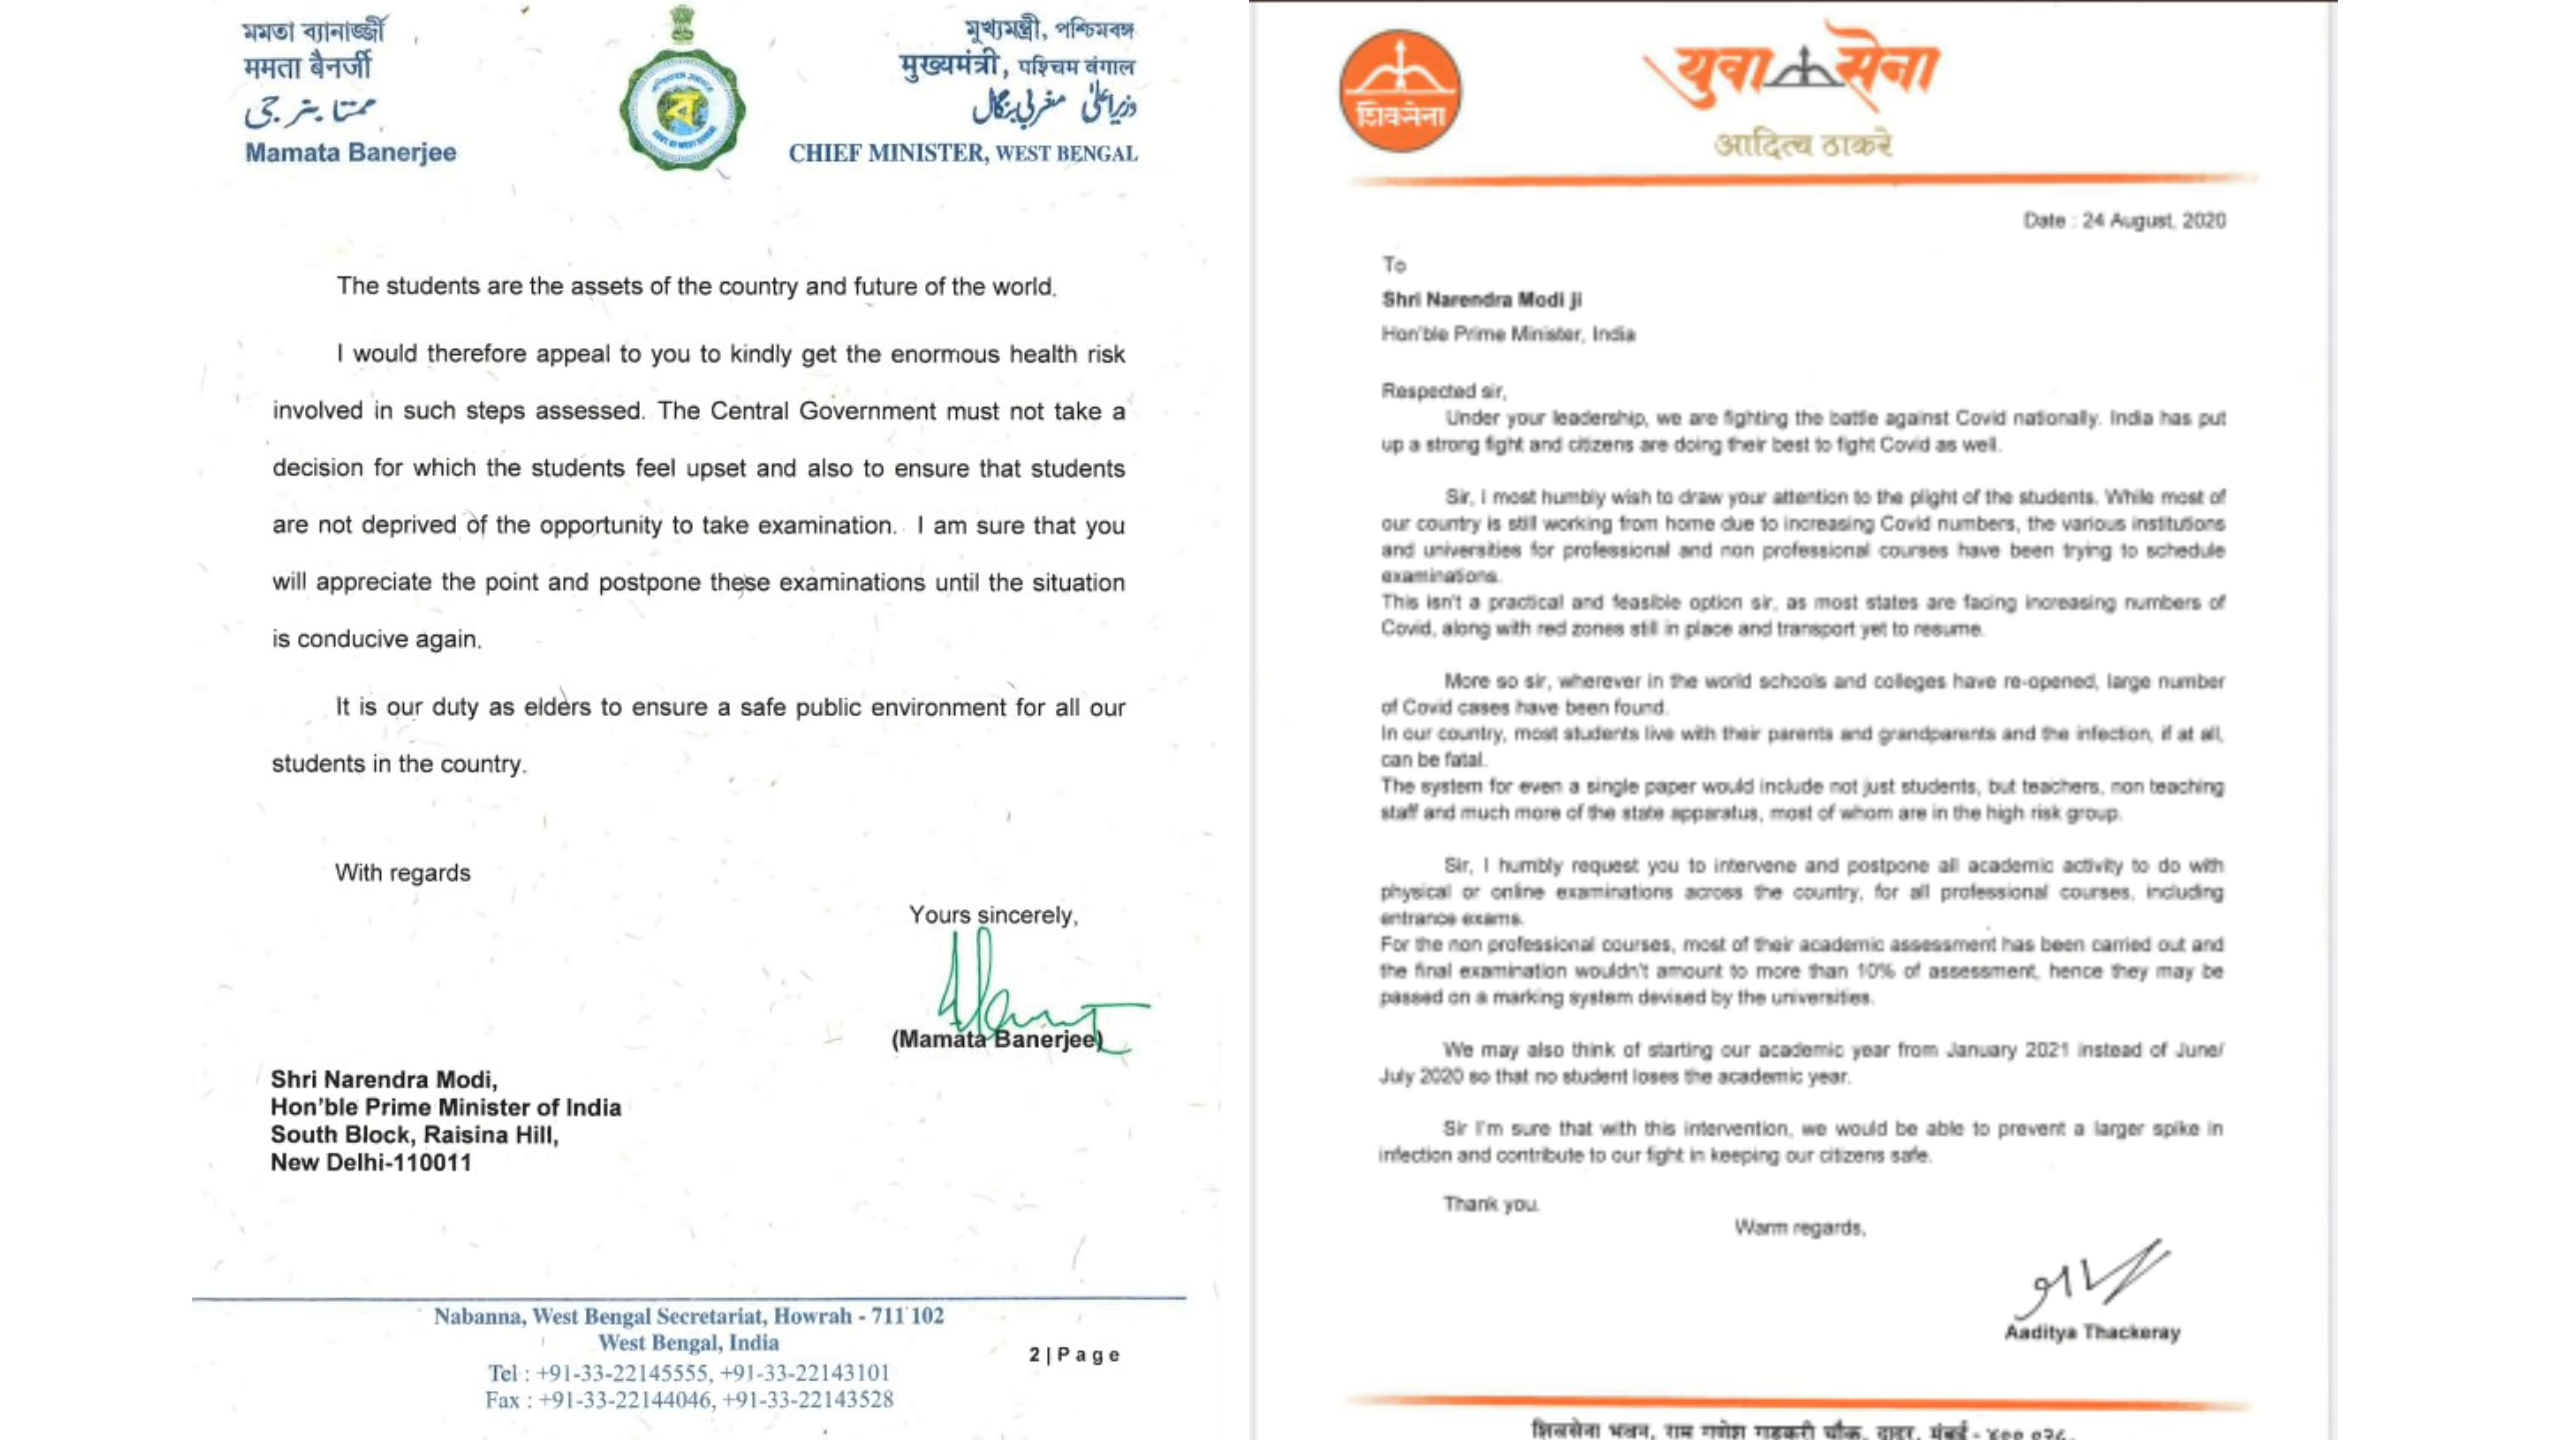 মমতা ব্যানার্জ্জী
ममता बैनर्जी
ممتا بنرجی
Mamata Banerjee
মুখ্যমন্ত্রী, পশ্চিমবঙ্গ
मुख्यमंत्री, पश्चिम बंगाल
وزیر اعلیٰ مغربی بنگال
CHIEF MINISTER, WEST BENGAL
The students are the assets of the country and future of the world.
I would therefore appeal to you to kindly get the enormous health risk
involved in such steps assessed. The Central Government must not take a
decision for which the students feel upset and also to ensure that students
are not deprived of the opportunity to take examination. I am sure that you
will appreciate the point and postpone these examinations until the situation
is conducive again.
It is our duty as elders to ensure a safe public environment for all our
students in the country.
With regards
Yours sincerely,
(Mamata Banerjee)
Shri Narendra Modi,
Hon'ble Prime Minister of India
South Block, Raisina Hill,
New Delhi-110011
Nabanna, West Bengal Secretariat, Howrah - 711 102
West Bengal, India
2 | P a g e
Tel : +91-33-22145555, +91-33-22143101
Fax : +91-33-22144046, +91-33-22143528
शिवसेना
युवा सेना
आदित्य ठाकरे
Date : 24 August, 2020
To
Shri Narendra Modi ji
Hon'ble Prime Minister, India
Respected sir,
Under your leadership, we are fighting the battle against Covid nationally. India has put
up a strong fight and citizens are doing their best to fight Covid as well.
Sir, I most humbly wish to draw your attention to the plight of the students. While most of
our country is still working from home due to increasing Covid numbers, the various institutions
and universities for professional and non professional courses have been trying to schedule
examinations.
This isn't a practical and feasible option sir, as most states are facing increasing numbers of
Covid, along with red zones still in place and transport yet to resume.
More so sir, wherever in the world schools and colleges have re-opened, large number
of Covid cases have been found.
In our country, most students live with their parents and grandparents and the infection, if at all,
can be fatal.
The system for even a single paper would include not just students, but teachers, non teaching
staff and much more of the state apparatus, most of whom are in the high risk group.
Sir, I humbly request you to intervene and postpone all academic activity to do with
physical or online examinations across the country, for all professional courses, including
entrance exams.
For the non professional courses, most of their academic assessment has been carried out and
the final examination wouldn't amount to more than 10% of assessment, hence they may be
passed on a marking system devised by the universities.
We may also think of starting our academic year from January 2021 instead of June/
July 2020 so that no student loses the academic year.
Sir I'm sure that with this intervention, we would be able to prevent a larger spike in
infection and contribute to our fight in keeping our citizens safe.
Thank you.
Warm regards,
Aaditya Thackeray
शिवसेना भवन, राम गणेश गडकरी चौक, दादर, मुंबई -